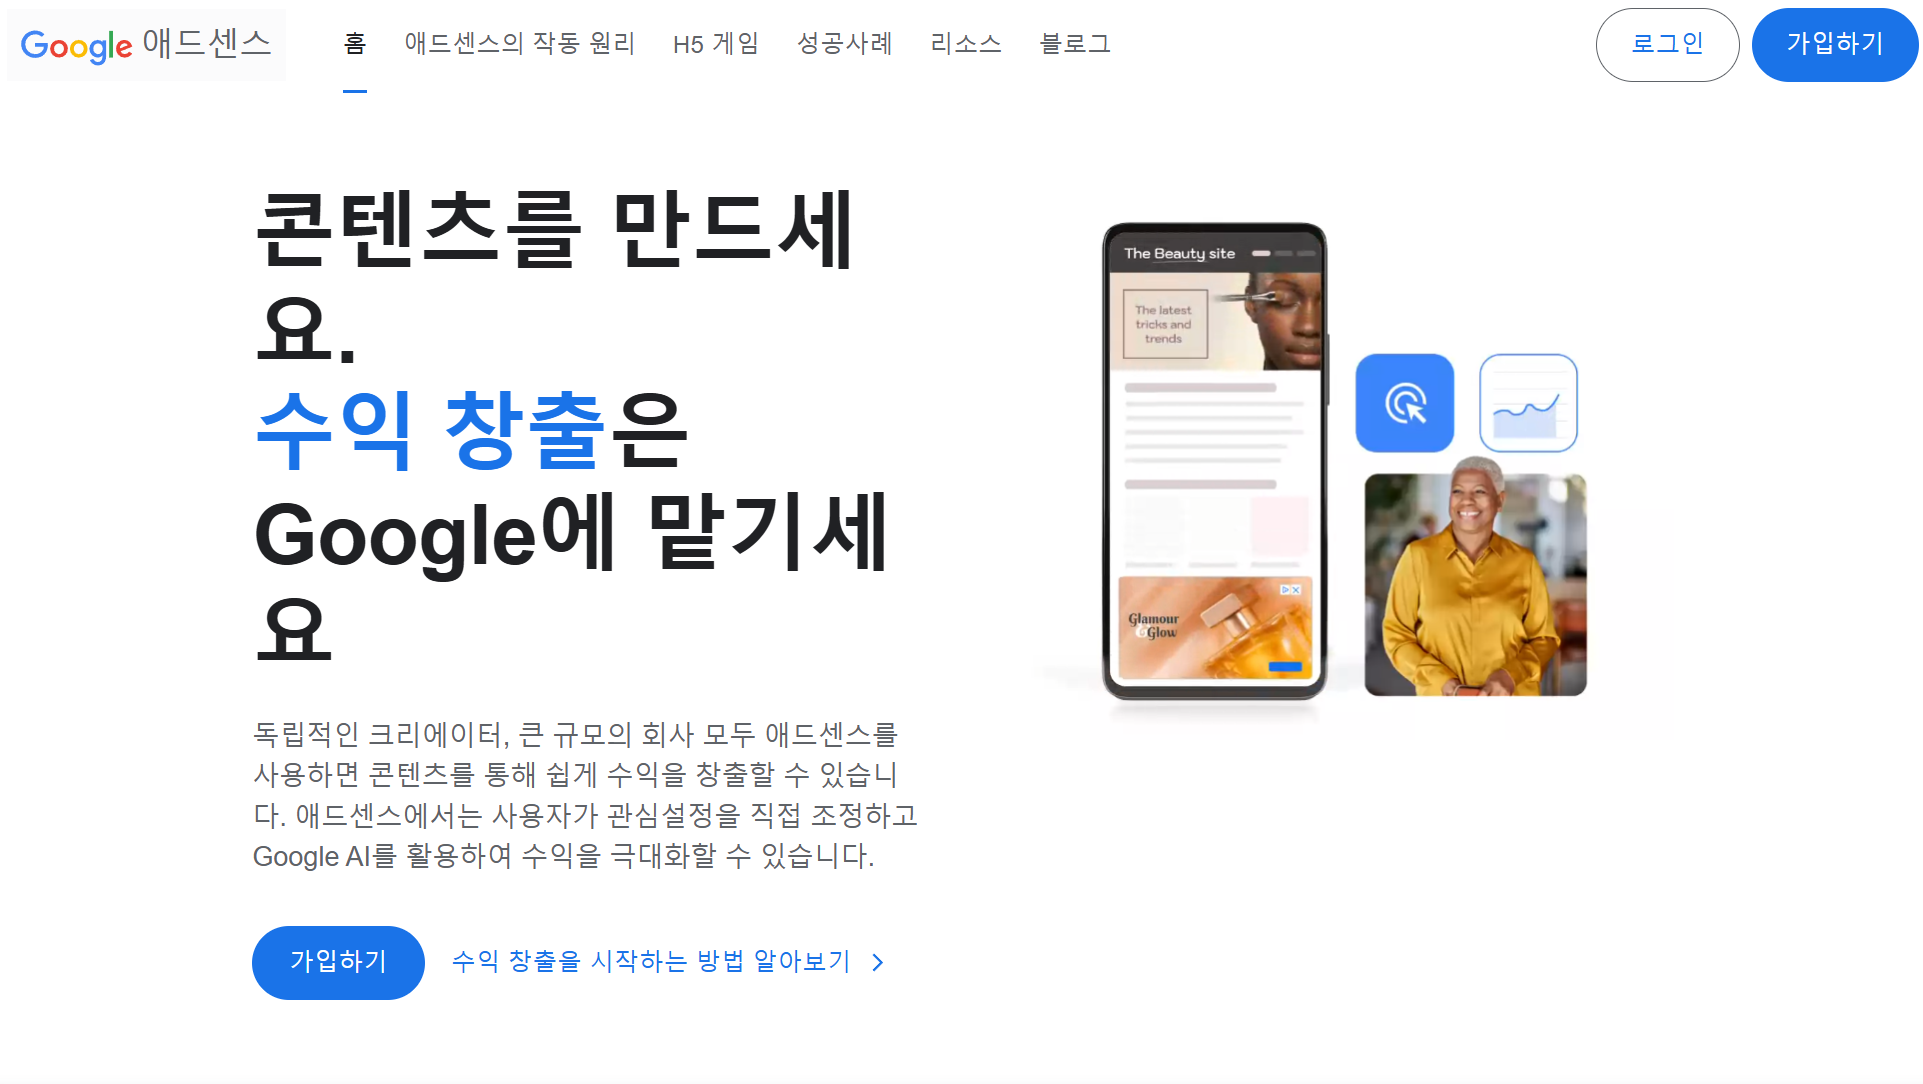 Google 애드센스
홈
애드센스의 작동 원리
H5 게임
성공사례
리소스
블로그
로그인
가입하기
콘텐츠를 만드세
요.
수익 창출은
Google에 맡기세
요
독립적인 크리에이터, 큰 규모의 회사 모두 애드센스를
사용하면 콘텐츠를 통해 쉽게 수익을 창출할 수 있습니
다. 애드센스에서는 사용자가 관심설정을 직접 조정하고
Google AI를 활용하여 수익을 극대화할 수 있습니다.
가입하기
수익 창출을 시작하는 방법 알아보기
The Beauty site
The latest
tricks and
trends
Glamour
&Glow